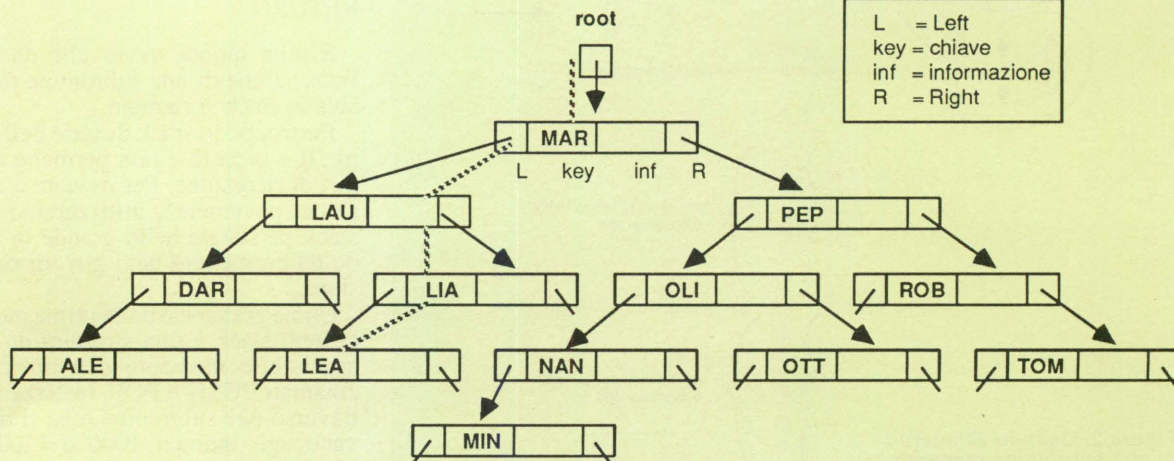 root
L = Left
key = chiave
inf = informazione
R = Right
MAR
L key inf R
LAU PEP
DAR LIA OLI ROB
ALE LEA NAN OTT TOM
MIN